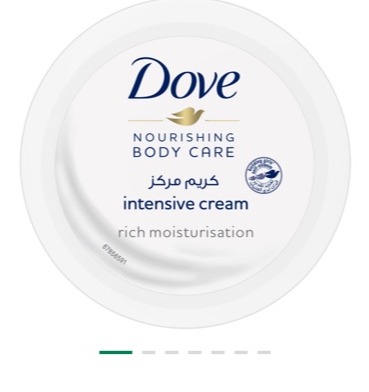 Dove
NOURISHING
BODY CARE
كريم مركز
intensive cream
rich moisturisation